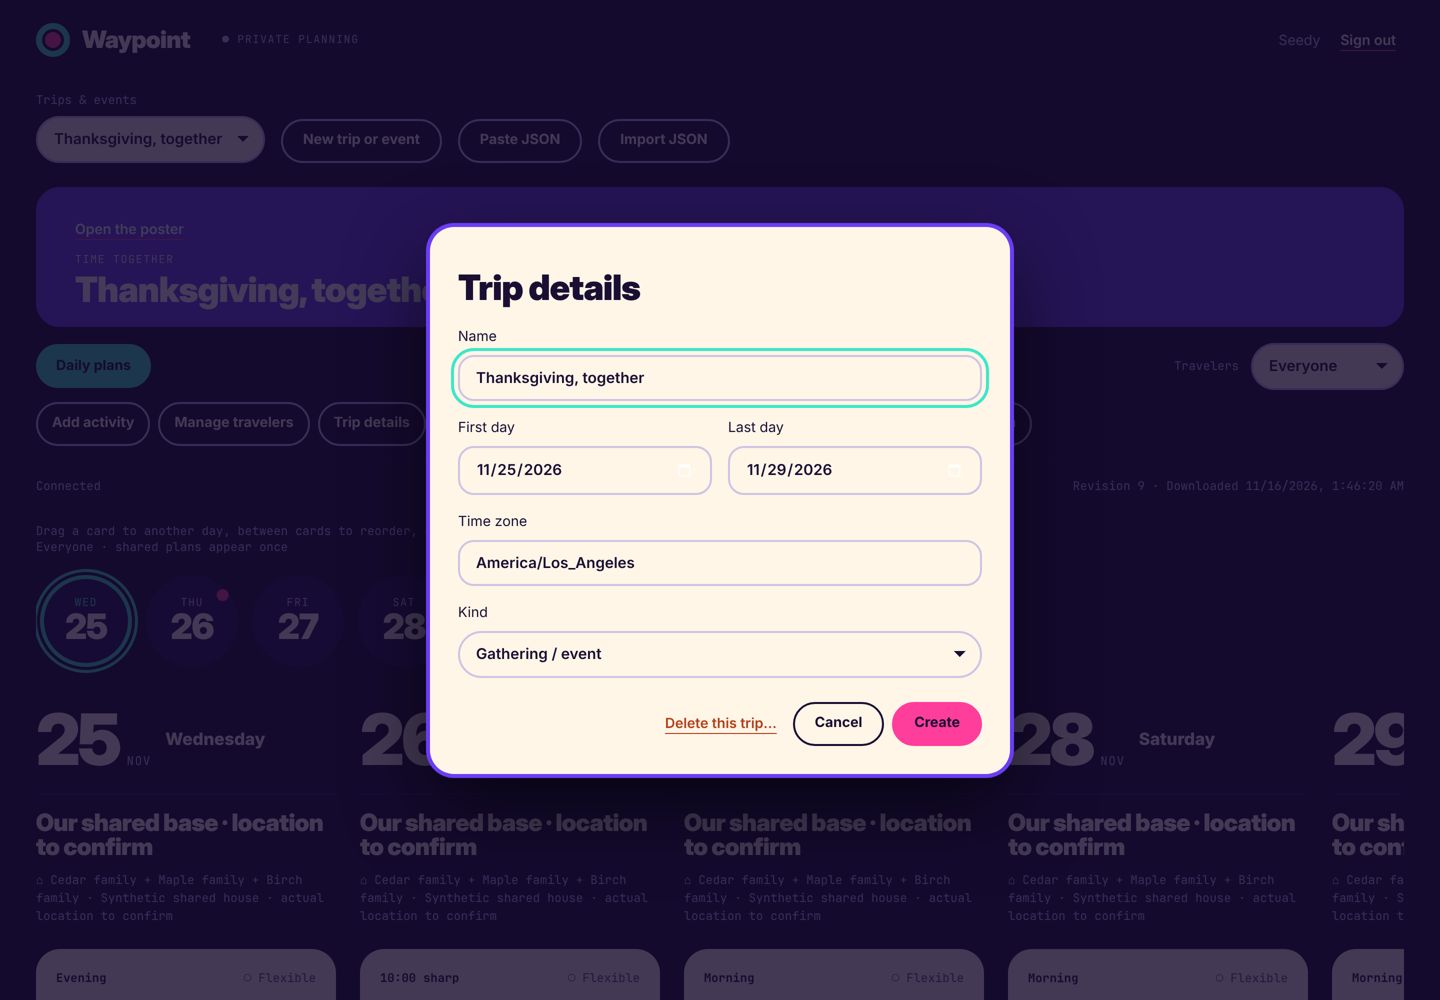 Waypoint
PRIVATE PLANNING
Seedy
Sign out
Trips & events
Thanksgiving, together
New trip or event
Paste JSON
Import JSON
Open the poster
TIME TOGETHER
Thanksgiving, togeth
Daily plans
Travelers
Everyone
Add activity
Manage travelers
Trip details
Connected
Revision 9 · Downloaded 11/16/2026, 1:46:20 AM
Drag a card to another day, between cards to reorder,
Everyone · shared plans appear once
WED
25
THU
26
FRI
27
SAT
28
Trip details
Name
Thanksgiving, together
First day
Last day
11/25/2026
11/29/2026
Time zone
America/Los_Angeles
Kind
Gathering / event
Delete this trip...
Cancel
Create
25 NOV Wednesday
26
28 NOV Saturday
29
Our shared base · location
to confirm
⌂ Cedar family + Maple family + Birch
family · Synthetic shared house · actual
location to confirm
Evening
○ Flexible
Our shared base · location
to confirm
⌂ Cedar family + Maple family + Birch
family · Synthetic shared house · actual
location to confirm
10:00 sharp
○ Flexible
Our shared base · location
to confirm
⌂ Cedar family + Maple family + Birch
family · Synthetic shared house · actual
location to confirm
Morning
○ Flexible
Our shared base · location
to confirm
⌂ Cedar family + Maple family + Birch
family · Synthetic shared house · actual
location to confirm
Morning
○ Flexible
Our sh
to con
⌂ Cedar fa
family · S
location t
Morning